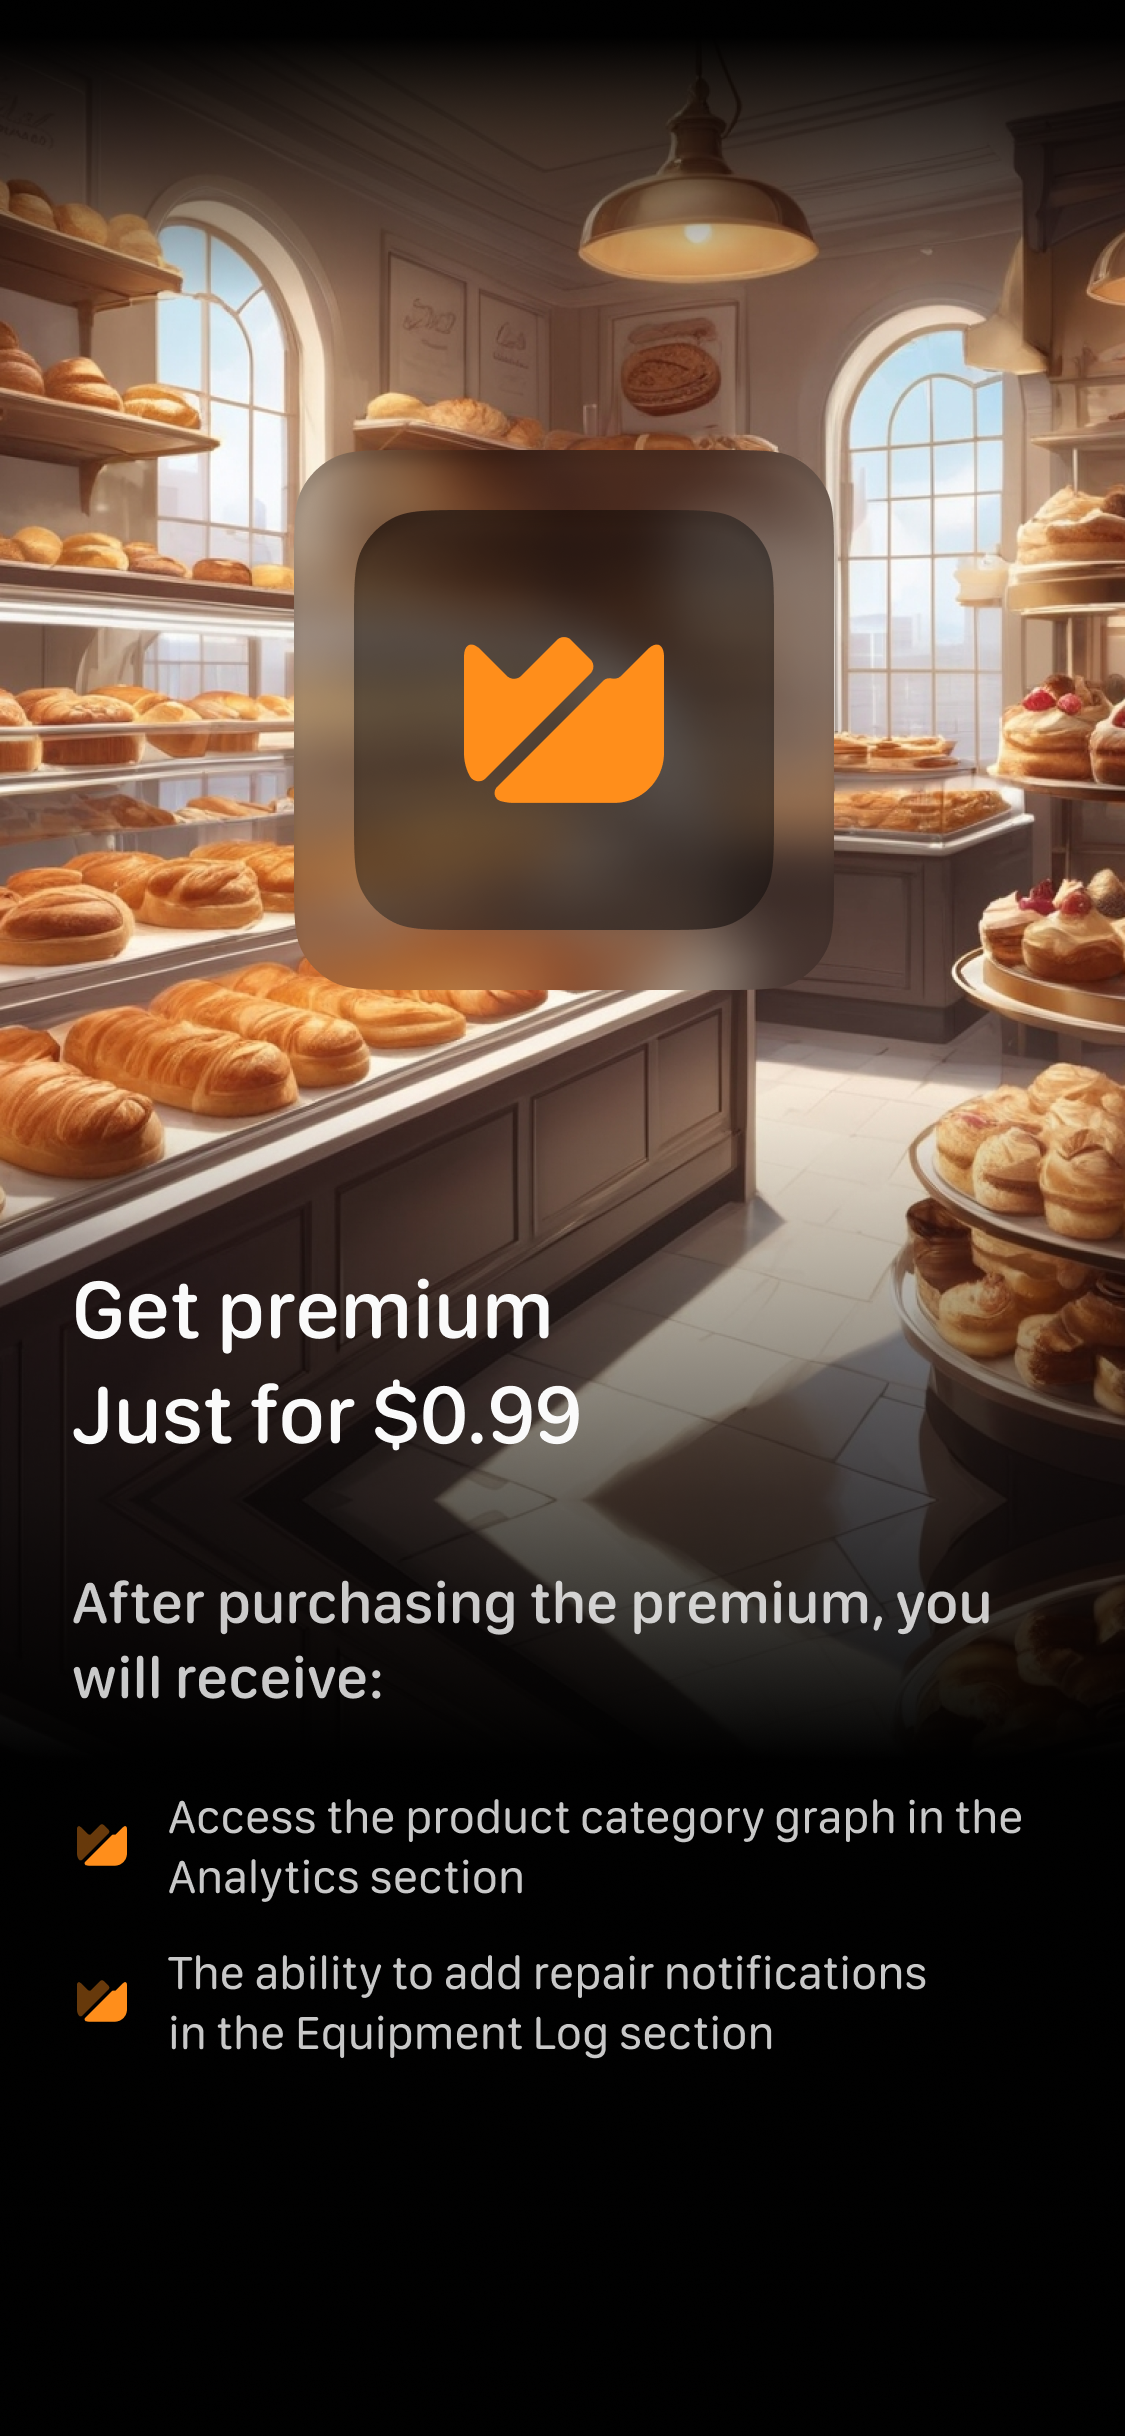 Get premium
Just for $0.99
After purchasing the premium, you
will receive:
Access the product category graph in the
Analytics section
The ability to add repair notifications
in the Equipment Log section